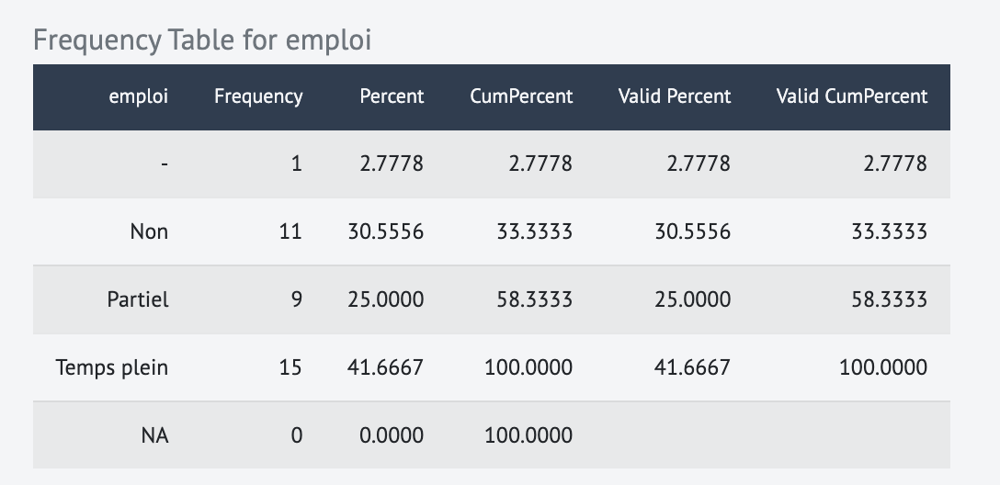 Frequency Table for emploi
emploi Frequency Percent CumPercent Valid Percent Valid CumPercent
- 1 2.7778 2.7778 2.7778 2.7778
Non 11 30.5556 33.3333 30.5556 33.3333
Partiel 9 25.0000 58.3333 25.0000 58.3333
Temps plein 15 41.6667 100.0000 41.6667 100.0000
NA 0 0.0000 100.0000